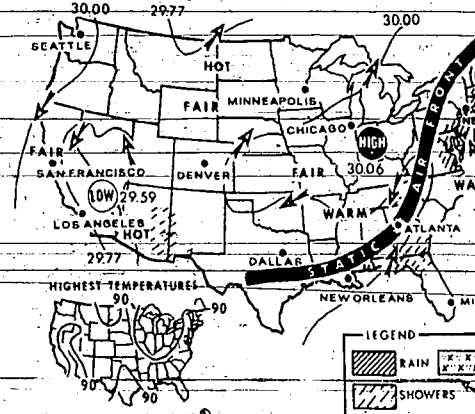 30.00
29.77
30.00
SEATTLE
HOT
FAIR
MINNEAPOLIS
CHICAGO
HIGH
30.06
FAIR
SAN FRANCISCO
DENVER
FAIR
LOW
29.59
WARM
LOS ANGELES
HOT
ATLANTA
29.77
DALLAS
STATIC AIR FRONT
NEW ORLEANS
HIGHEST TEMPERATURES
90
90
90
90
LEGEND
RAIN
SHOWERS